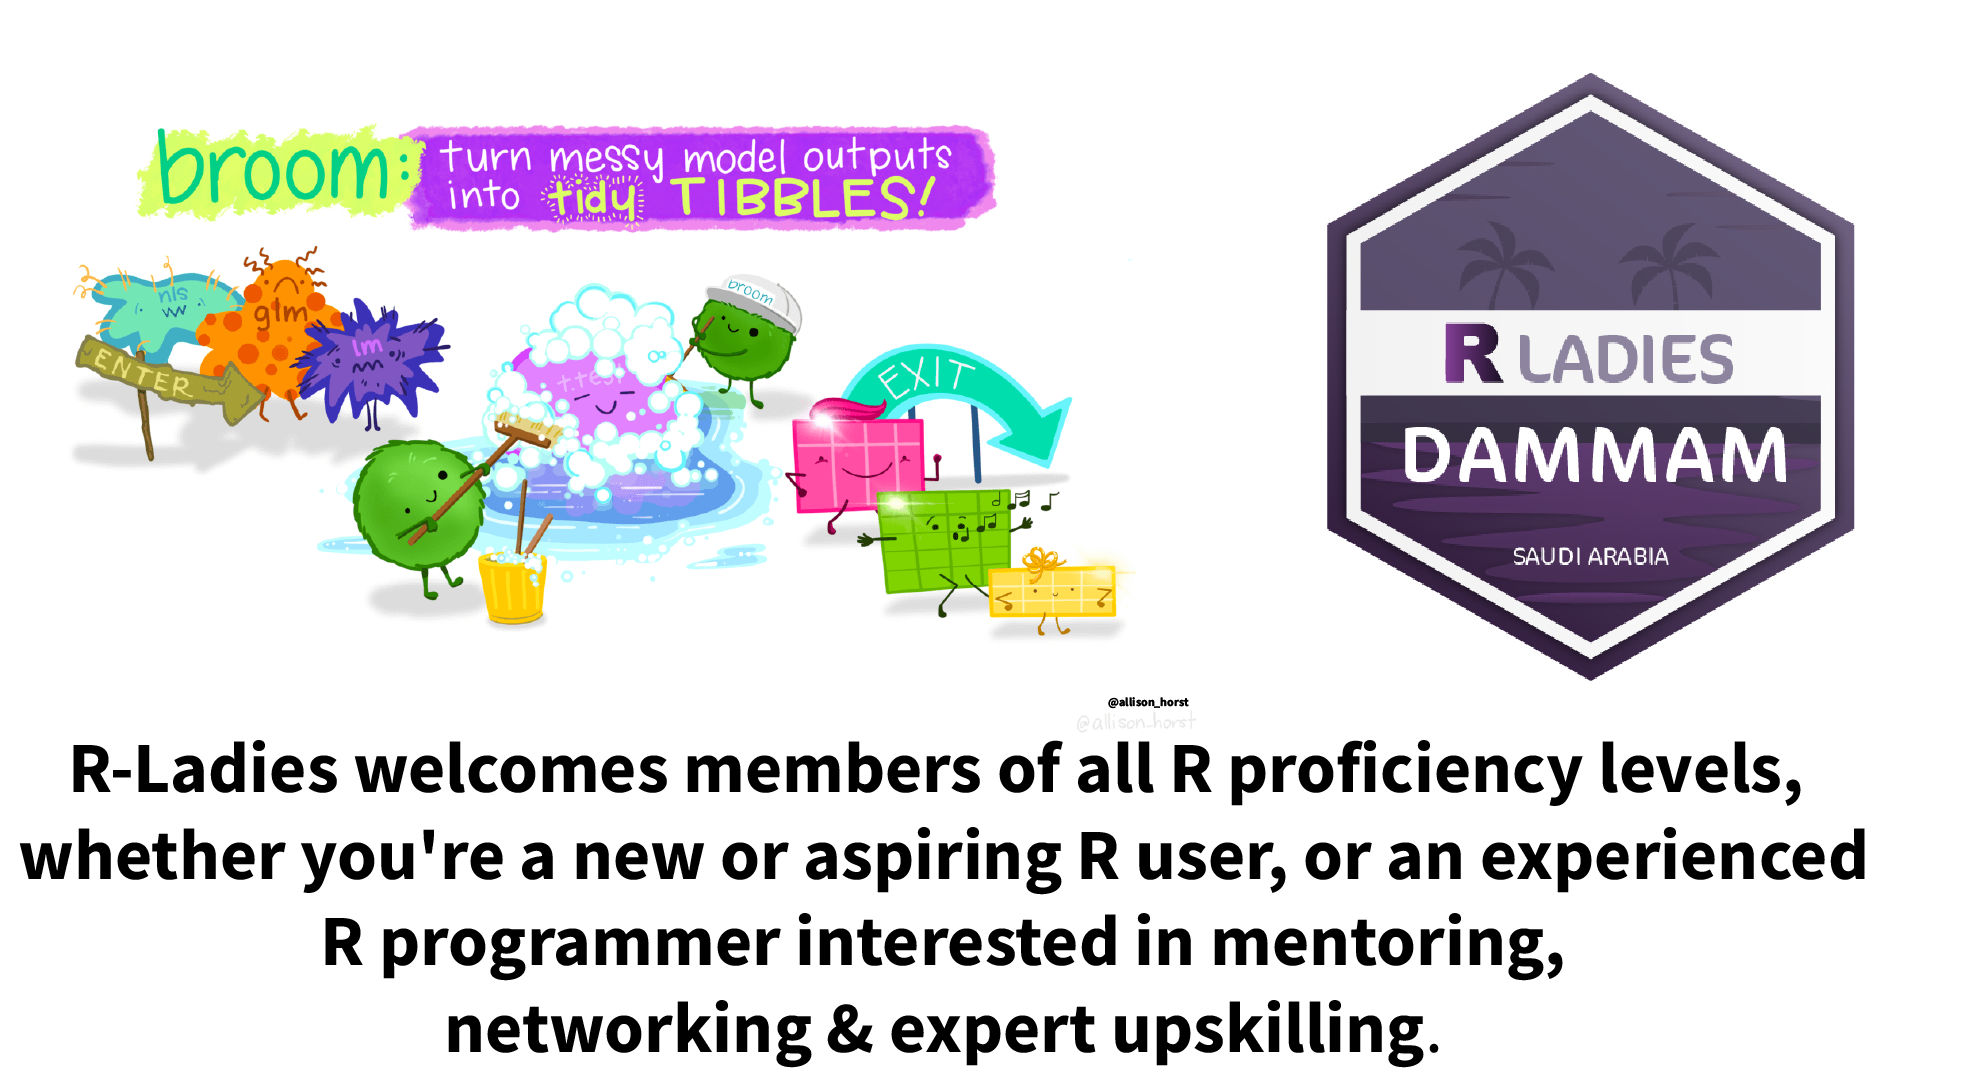 broom: turn messy model outputs
into tidy TIBBLES!
nls
glm
lm
ENTER
t.test
broom
EXIT
R LADIES
DAMMAM
SAUDI ARABIA
@allison_horst
@allison_horst
R-Ladies welcomes members of all R proficiency levels,
whether you're a new or aspiring R user, or an experienced
R programmer interested in mentoring,
networking & expert upskilling.